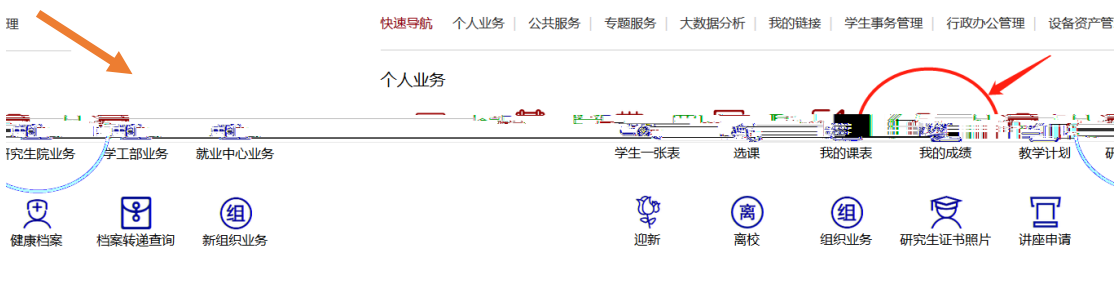 理
快速导航 个人业务 公共服务 专题服务 大数据分析 我的链接 学生事务管理 行政办公管理 设备资产管
个人业务
研究生院业务 学工部业务 就业中心业务 学生一张表 选课 我的课表 我的成绩 教学计划 研
组 离 组
健康档案 档案转递查询 新组织业务 迎新 离校 组织业务 研究生证书照片 讲座申请